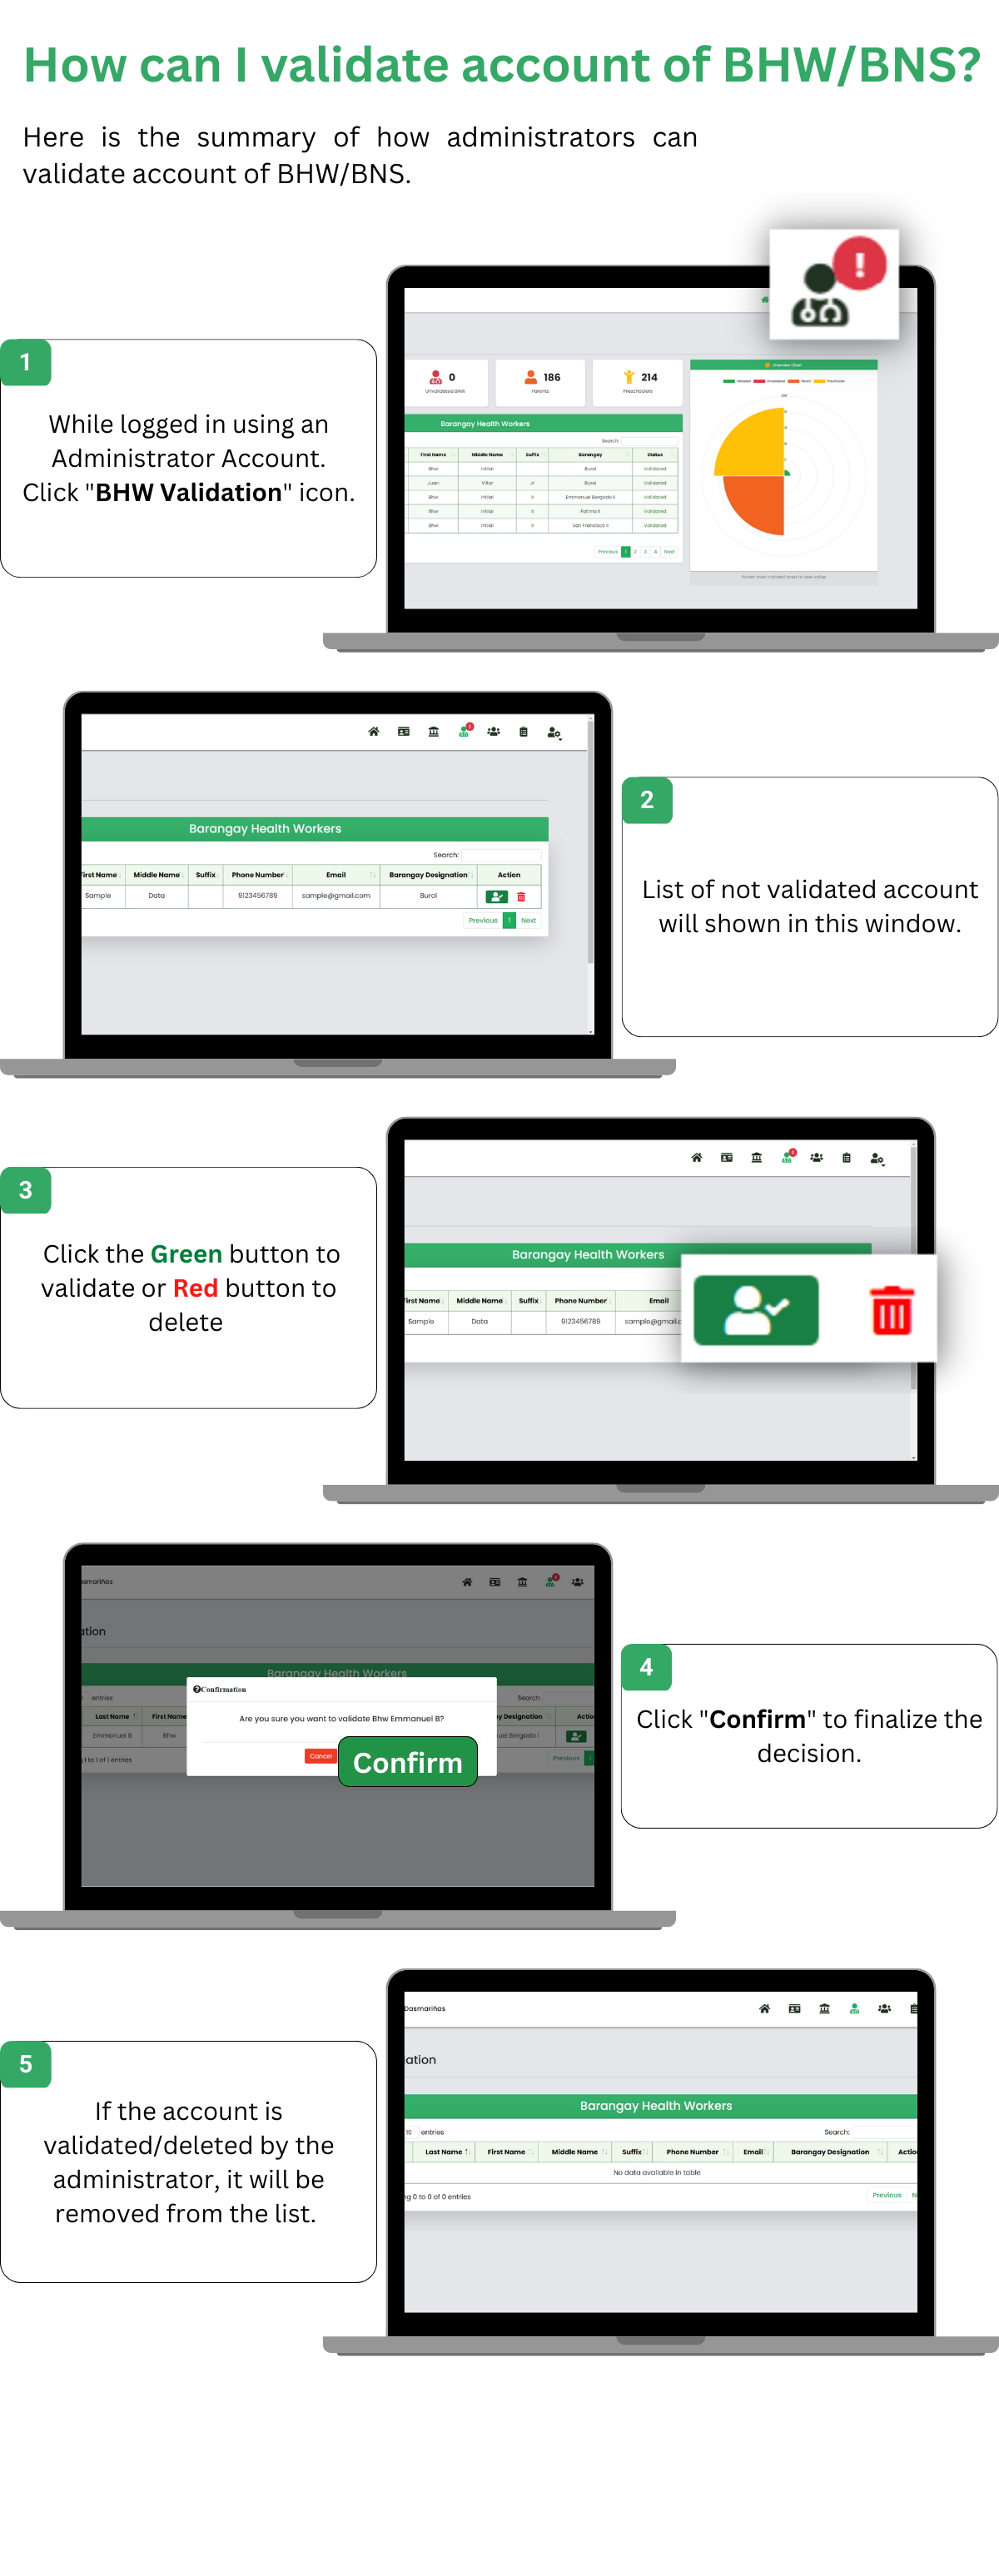 How can I validate account of BHW/BNS?
Here is the summary of how administrators can
validate account of BHW/BNS.
1
While logged in using an
Administrator Account.
Click "BHW Validation" icon.
0
Unvalidated BHW
186
Parents
214
Preschoolers
Overview Chart
Barangay Health Workers
Search:
First Name Middle Name Suffix Barangay Status
Bhw Initial Burol Validated
Juan Villar Jr Burol Validated
Bhw Initial II Emmanuel Bergado II Validated
Bhw Initial II Fatima II Validated
Bhw Initial II San Francisco II Validated
Previous 1 2 3 4 Next
Hover over colored area to see value
Barangay Health Workers
Search:
First Name Middle Name Suffix Phone Number Email Barangay Designation Action
Sample Data 9123456789 sample@gmail.com Burol
Previous 1 Next
2
List of not validated account
will shown in this window.
3
Click the Green button to
validate or Red button to
delete
Barangay Health Workers
First Name Middle Name Suffix Phone Number Email
Sample Data 9123456789 sample@gmail.c
asmariñas
ation
Barangay Health Workers
entries
Search:
Last Name First Name
y Designation Actio
Emmanuel B Bhw
uel Bergado I
1 to 1 of 1 entries
Previous 1
Confirmation
Are you sure you want to validate Bhw Emmanuel B?
Cancel
Confirm
4
Click "Confirm" to finalize the
decision.
5
If the account is
validated/deleted by the
administrator, it will be
removed from the list.
Dasmariñas
ation
Barangay Health Workers
10 entries
Search:
Last Name First Name Middle Name Suffix Phone Number Email Barangay Designation Actio
No data available in table
ng 0 to 0 of 0 entries
Previous N